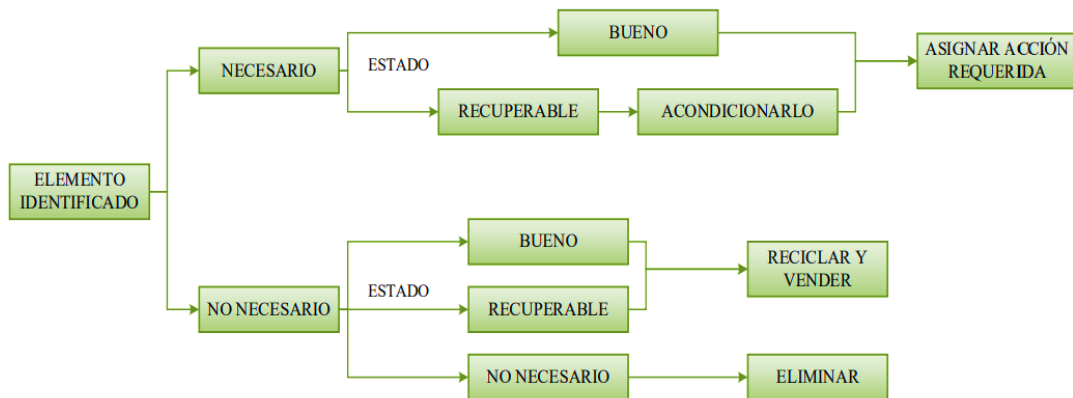 BUENO
ASIGNAR ACCIÓN
REQUERIDA
NECESARIO
ESTADO
RECUPERABLE
ACONDICIONARLO
ELEMENTO
IDENTIFICADO
BUENO
RECICLAR Y
VENDER
NO NECESARIO
ESTADO
RECUPERABLE
NO NECESARIO
ELIMINAR